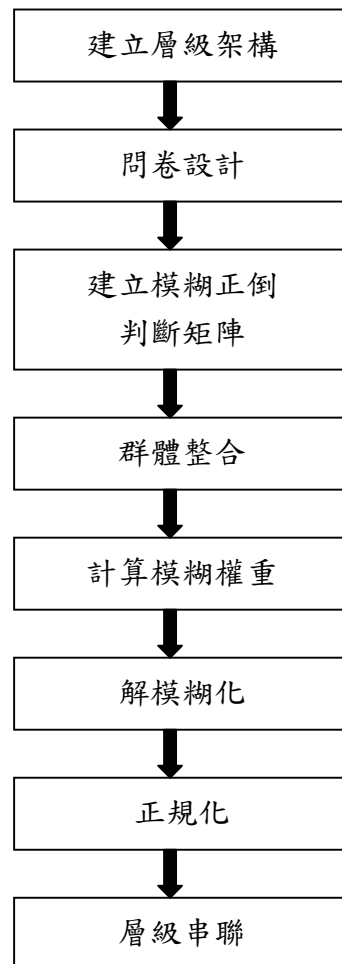 建立層級架構
問卷設計
建立模糊正倒
判斷矩陣
群體整合
計算模糊權重
解模糊化
正規化
層級串聯